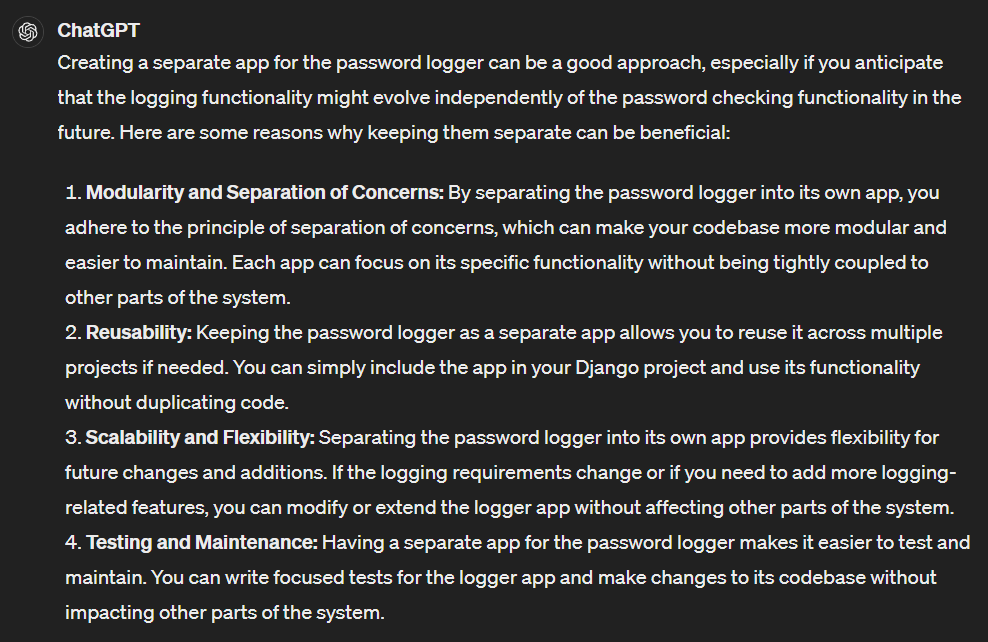 ChatGPT
Creating a separate app for the password logger can be a good approach, especially if you anticipate
that the logging functionality might evolve independently of the password checking functionality in the
future. Here are some reasons why keeping them separate can be beneficial:
1. Modularity and Separation of Concerns: By separating the password logger into its own app, you
adhere to the principle of separation of concerns, which can make your codebase more modular and
easier to maintain. Each app can focus on its specific functionality without being tightly coupled to
other parts of the system.
2. Reusability: Keeping the password logger as a separate app allows you to reuse it across multiple
projects if needed. You can simply include the app in your Django project and use its functionality
without duplicating code.
3. Scalability and Flexibility: Separating the password logger into its own app provides flexibility for
future changes and additions. If the logging requirements change or if you need to add more logging-
related features, you can modify or extend the logger app without affecting other parts of the system.
4. Testing and Maintenance: Having a separate app for the password logger makes it easier to test and
maintain. You can write focused tests for the logger app and make changes to its codebase without
impacting other parts of the system.